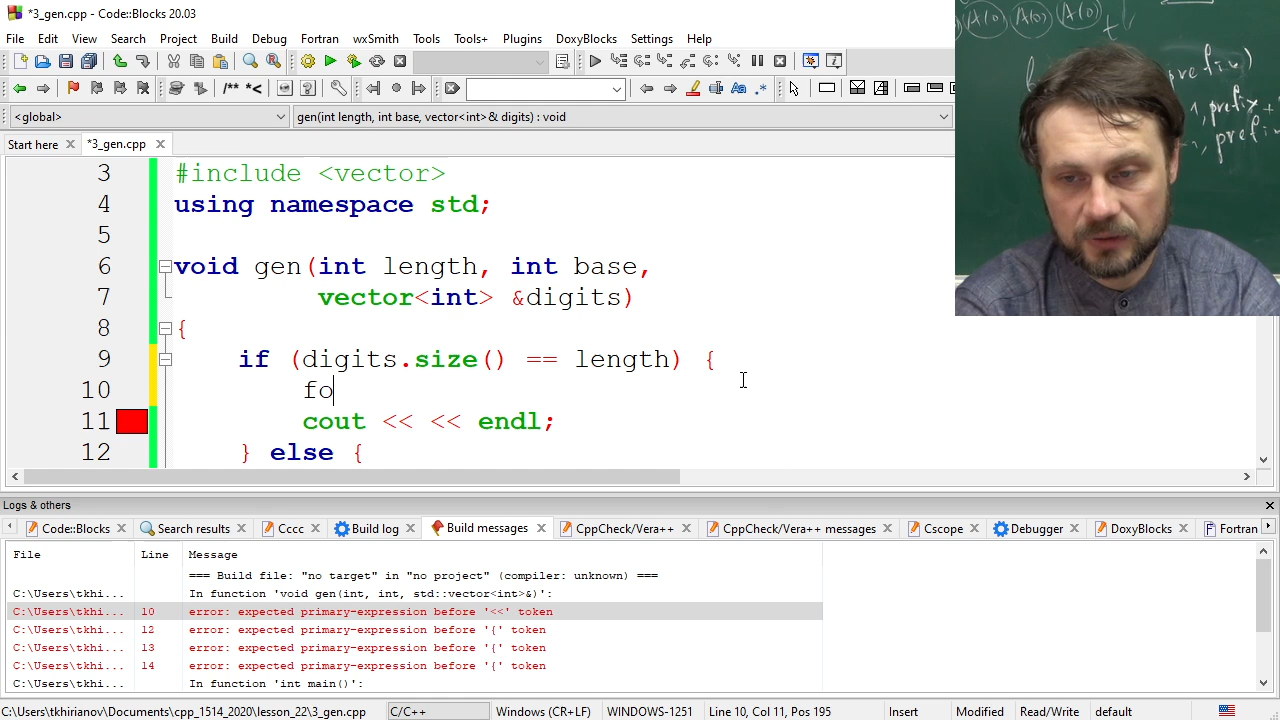 *3_gen.cpp - Code::Blocks 20.03
File Edit View Search Project Build Debug Fortran wxSmith Tools Tools+ Plugins DoxyBlocks Settings Help
/** *<
<global> gen(int length, int base, vector<int>& digits) : void
Start here *3_gen.cpp
3 #include <vector>
4 using namespace std;
5
6 void gen(int length, int base,
7 vector<int> &digits)
8 {
9 if (digits.size() == length) {
10 fo
11 cout << << endl;
12 } else {
A(0) A(0) A(0)
prefix)
1, prefix +
-1, prefix
Logs & others
Code::Blocks Search results Cccc Build log Build messages CppCheck/Vera++ CppCheck/Vera++ messages Cscope Debugger DoxyBlocks Fortran
File Line Message
=== Build file: "no target" in "no project" (compiler: unknown) ===
C:\Users\tkhi... In function 'void gen(int, int, std::vector<int>&)':
C:\Users\tkhi... 10 error: expected primary-expression before '<<' token
C:\Users\tkhi... 12 error: expected primary-expression before '{' token
C:\Users\tkhi... 13 error: expected primary-expression before '{' token
C:\Users\tkhi... 14 error: expected primary-expression before '{' token
C:\Users\tkhi... In function 'int main()':
C:\Users\tkhirianov\Documents\cpp_1514_2020\lesson_22\3_gen.cpp C/C++ Windows (CR+LF) WINDOWS-1251 Line 10, Col 11, Pos 195 Insert Modified Read/Write default